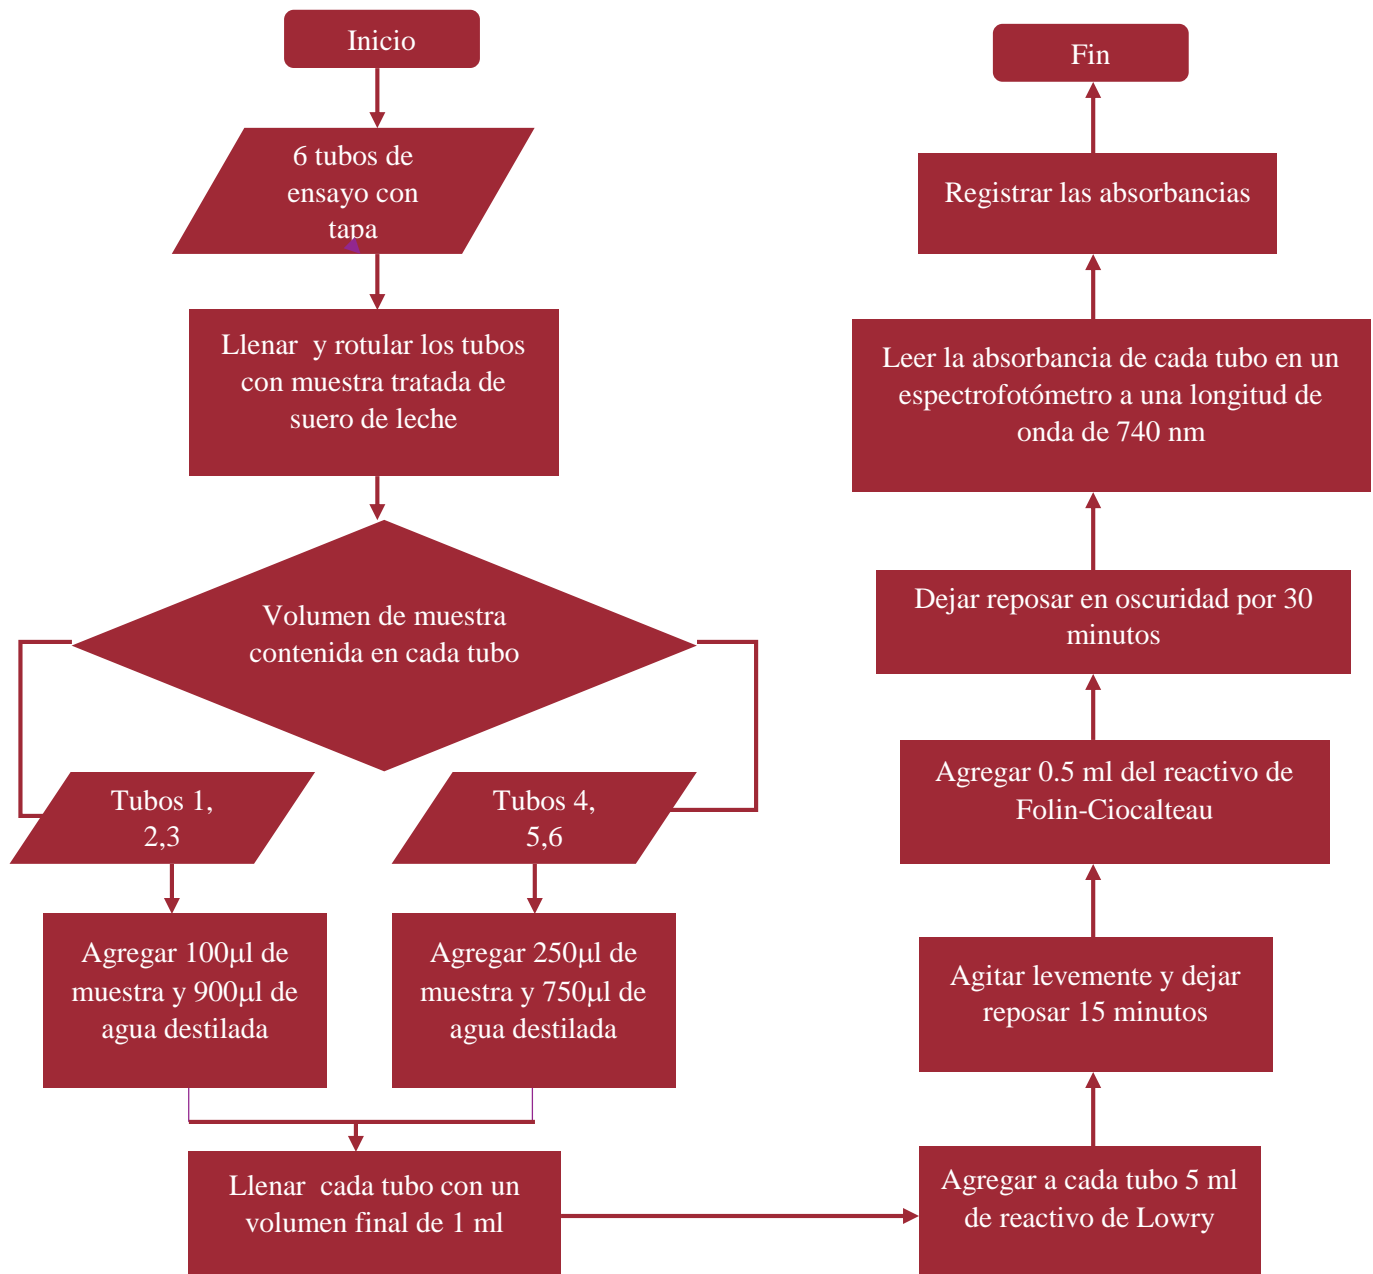 Inicio
6 tubos de
ensayo con
tapa
Llenar  y rotular los tubos
con muestra tratada de
suero de leche
Volumen de muestra
contenida en cada tubo
Tubos 1,
2,3
Tubos 4,
5,6
Agregar 100μl de
muestra y 900μl de
agua destilada
Agregar 250μl de
muestra y 750μl de
agua destilada
Llenar  cada tubo con un
volumen final de 1 ml
Agregar a cada tubo 5 ml
de reactivo de Lowry
Agitar levemente y dejar
reposar 15 minutos
Agregar 0.5 ml del reactivo de
Folin-Ciocalteau
Dejar reposar en oscuridad por 30
minutos
Leer la absorbancia de cada tubo en un
espectrofotómetro a una longitud de
onda de 740 nm
Registrar las absorbancias
Fin